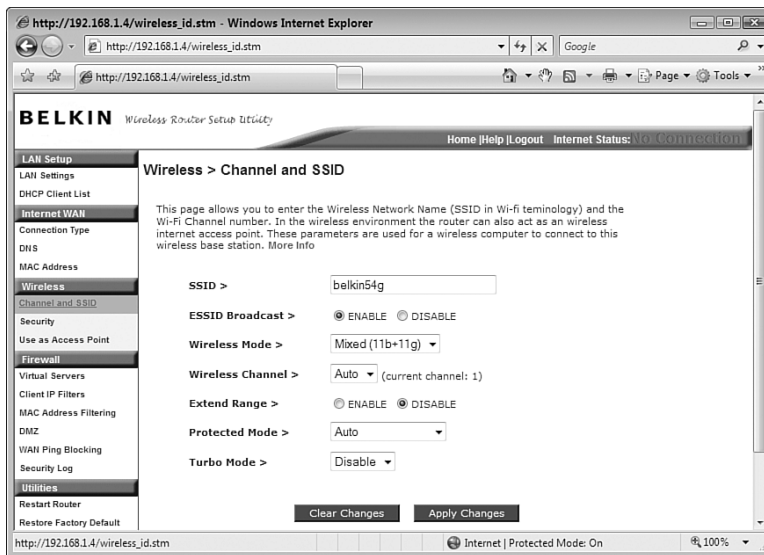 http://192.168.1.4/wireless_id.stm - Windows Internet Explorer
http://192.168.1.4/wireless_id.stm
Google
http://192.168.1.4/wireless_id.stm
Page
Tools
BELKIN Wireless Router Setup Utility
Home |Help |Logout Internet Status:No Connection
LAN Setup
LAN Settings
DHCP Client List
Internet WAN
Connection Type
DNS
MAC Address
Wireless
Channel and SSID
Security
Use as Access Point
Firewall
Virtual Servers
Client IP Filters
MAC Address Filtering
DMZ
WAN Ping Blocking
Security Log
Utilities
Restart Router
Restore Factory Default
Wireless > Channel and
SSID
This page allows you to enter the Wireless Network Name (SSID in Wi-fi teminology) and the
Wi-Fi Channel number. In the wireless environment the router can also act as an wireless
internet access point. These parameters are used for a wireless computer to connect to this
wireless base station. More Info
SSID > belkin54g
ESSID Broadcast > ENABLE DISABLE
Wireless Mode > Mixed (11b+11g)
Wireless Channel > Auto (current channel: 1)
Extend Range > ENABLE DISABLE
Protected Mode > Auto
Turbo Mode > Disable
Clear Changes Apply Changes
http://192.168.1.4/wireless_id.stm Internet | Protected Mode: On 100%